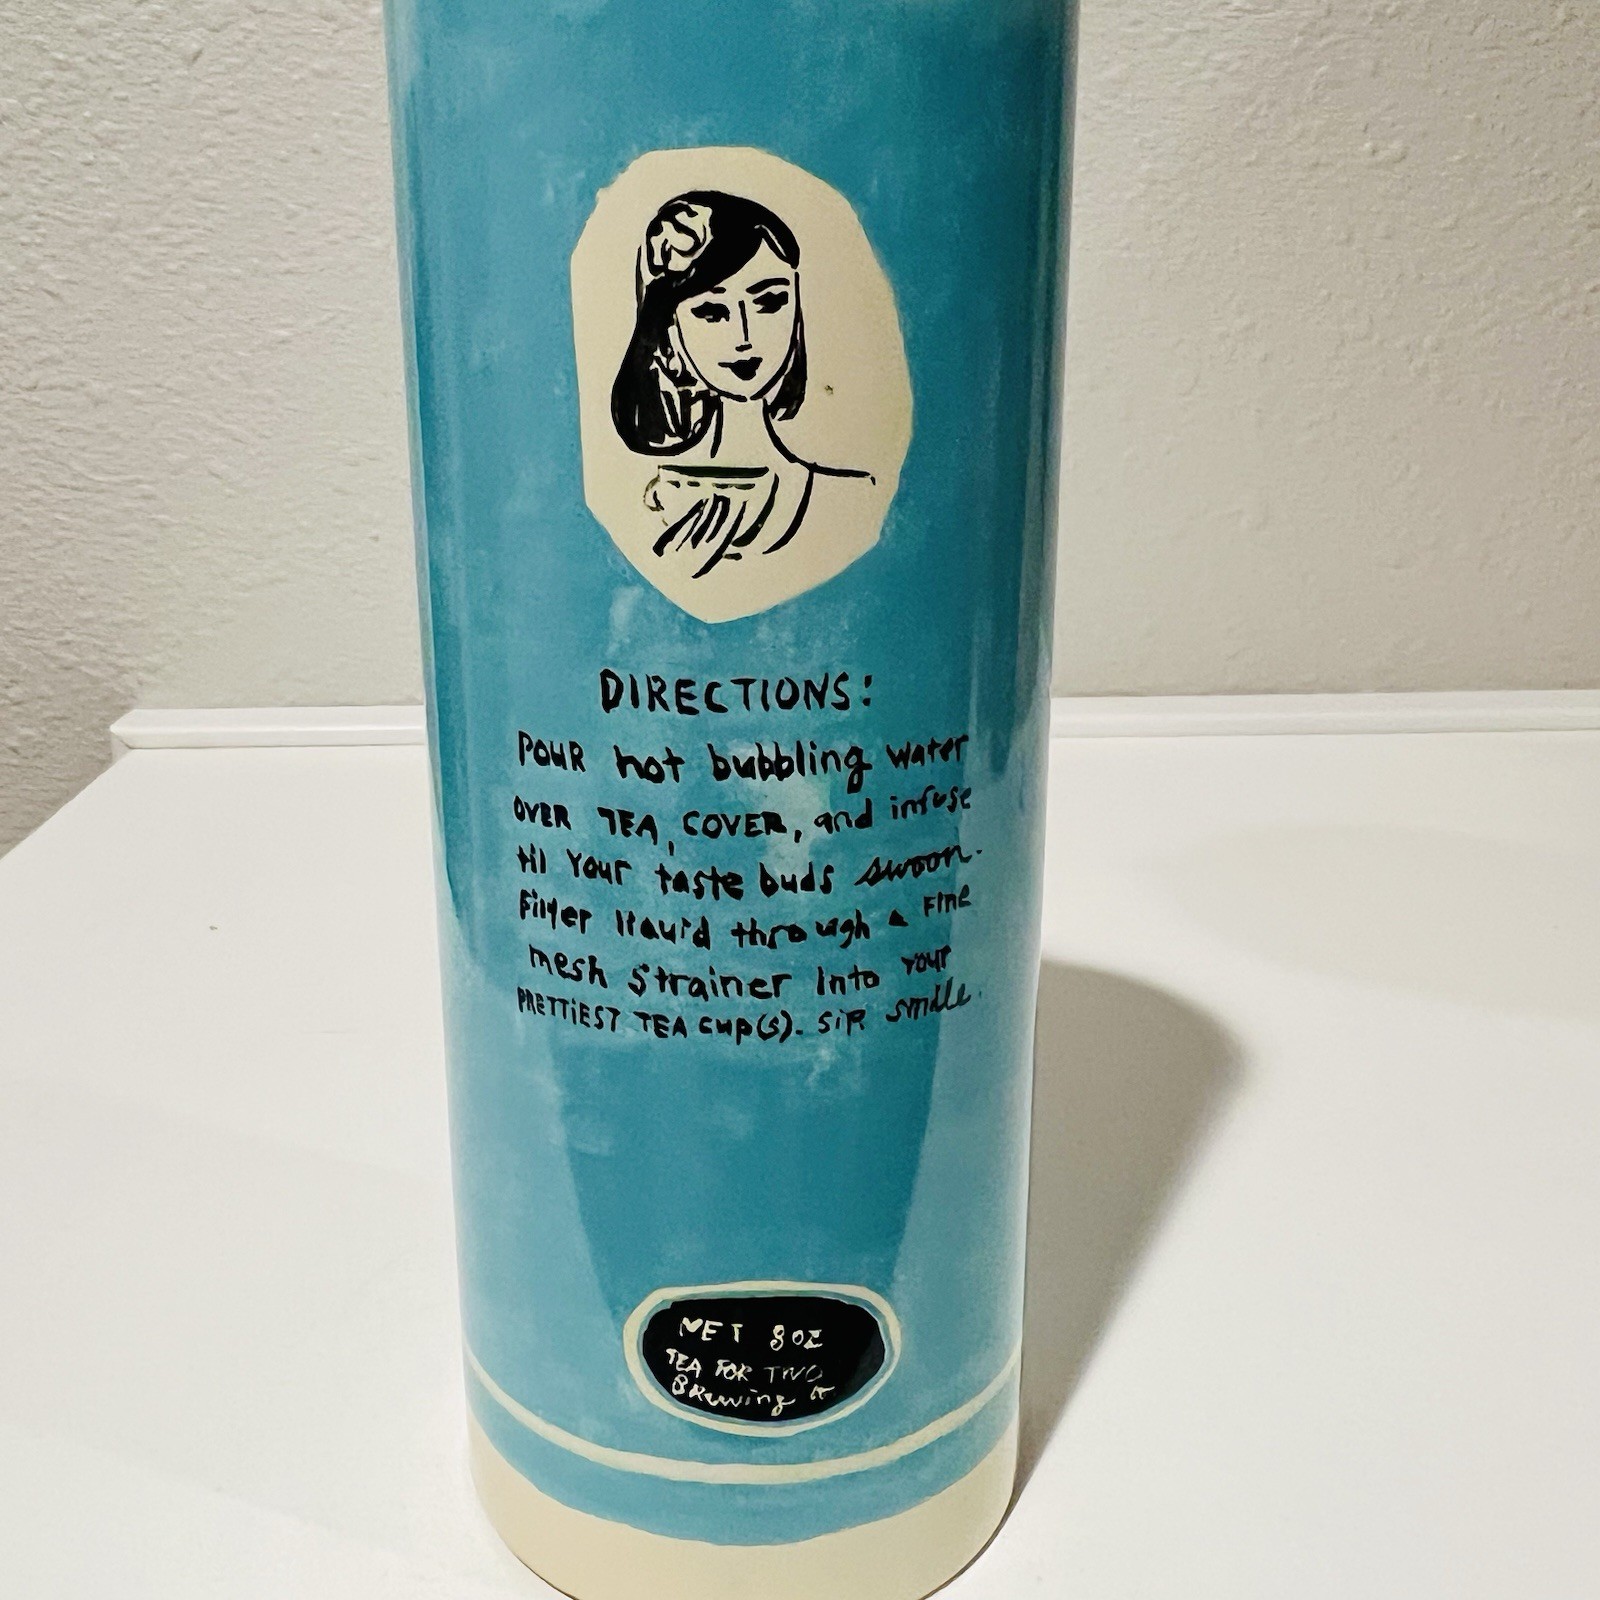 DIRECTIONS:
POUR hot bubbling water
OVER TEA, COVER, and infuse
til Your taste buds swoon.
Filter liquid through a Fine
mesh strainer into Your
PRETTIEST TEA cup(s). SIP. smile.
NET 8OZ
TEA FOR TWO
BRewing